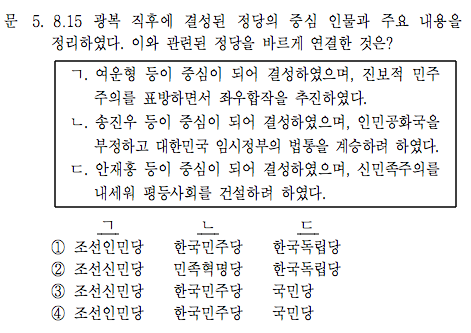 문 5. 8.15 광복 직후에 결성된 정당의 중심 인물과 주요 내용을
정리하였다. 이와 관련된 정당을 바르게 연결한 것은?
ㄱ. 여운형 등이 중심이 되어 결성하였으며, 진보적 민주
주의를 표방하면서 좌우합작을 추진하였다.
ㄴ. 송진우 등이 중심이 되어 결성하였으며, 인민공화국을
부정하고 대한민국 임시정부의 법통을 계승하려 하였다.
ㄷ. 안재홍 등이 중심이 되어 결성하였으며, 신민족주의를
내세워 평등사회를 건설하려 하였다.
ㄱ ㄴ ㄷ
① 조선인민당 한국민주당 한국독립당
② 조선신민당 민족혁명당 한국독립당
③ 조선신민당 한국민주당 국민당
④ 조선인민당 한국민주당 국민당